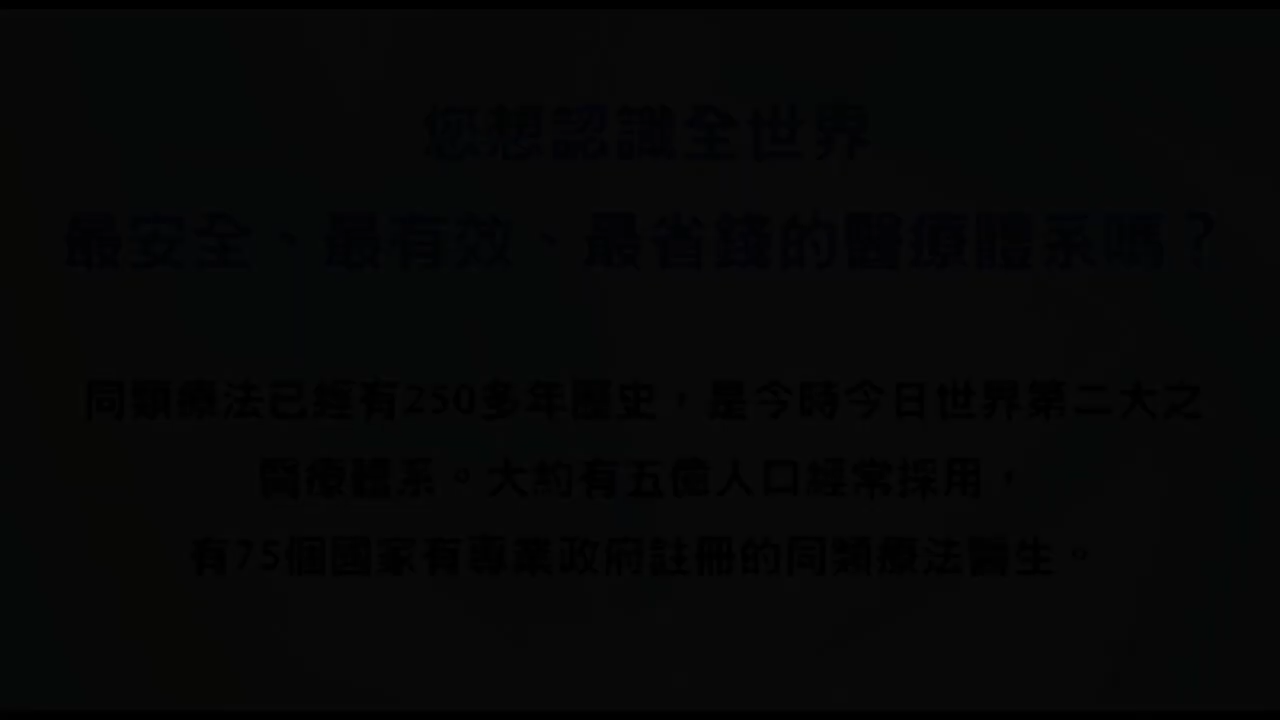 您想認識全世界
最安全、最有效、最省錢的醫療體系嗎？
同類療法已經有250多年歷史，是今時今日世界第二大之
醫療體系。大約有五億人口經常採用，
有75個國家有專業政府註冊的同類療法醫生。